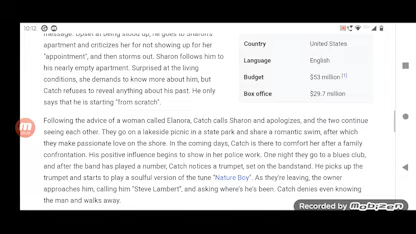 10:12
message. Upset at being stood up, he goes to Sharon's
apartment and criticizes her for not showing up for her
"appointment", and then storms out. Sharon follows him to
his nearly empty apartment. Surprised at the living
conditions, she demands to know more about him, but
Catch refuses to reveal anything about his past. He only
says that he is starting "from scratch".
Country United States
Language English
Budget $53 million [1]
Box office $29.7 million
Following the advice of a woman called Elanora, Catch calls Sharon and apologizes, and the two continue
seeing each other. They go on a lakeside picnic in a state park and share a romantic swim, after which
they make passionate love on the shore. In the coming days, Catch is there to comfort her after a family
confrontation. His positive influence begins to show in her police work. One night they go to a blues club,
and after the band has played a number, Catch notices a trumpet, set on the bandstand. He picks up the
trumpet and starts to play a soulful version of the tune "Nature Boy". As they're leaving, the owner
approaches him, calling him "Steve Lambert", and asking where he's been. Catch denies even knowing
the man and walks away.
Recorded by Mobizen